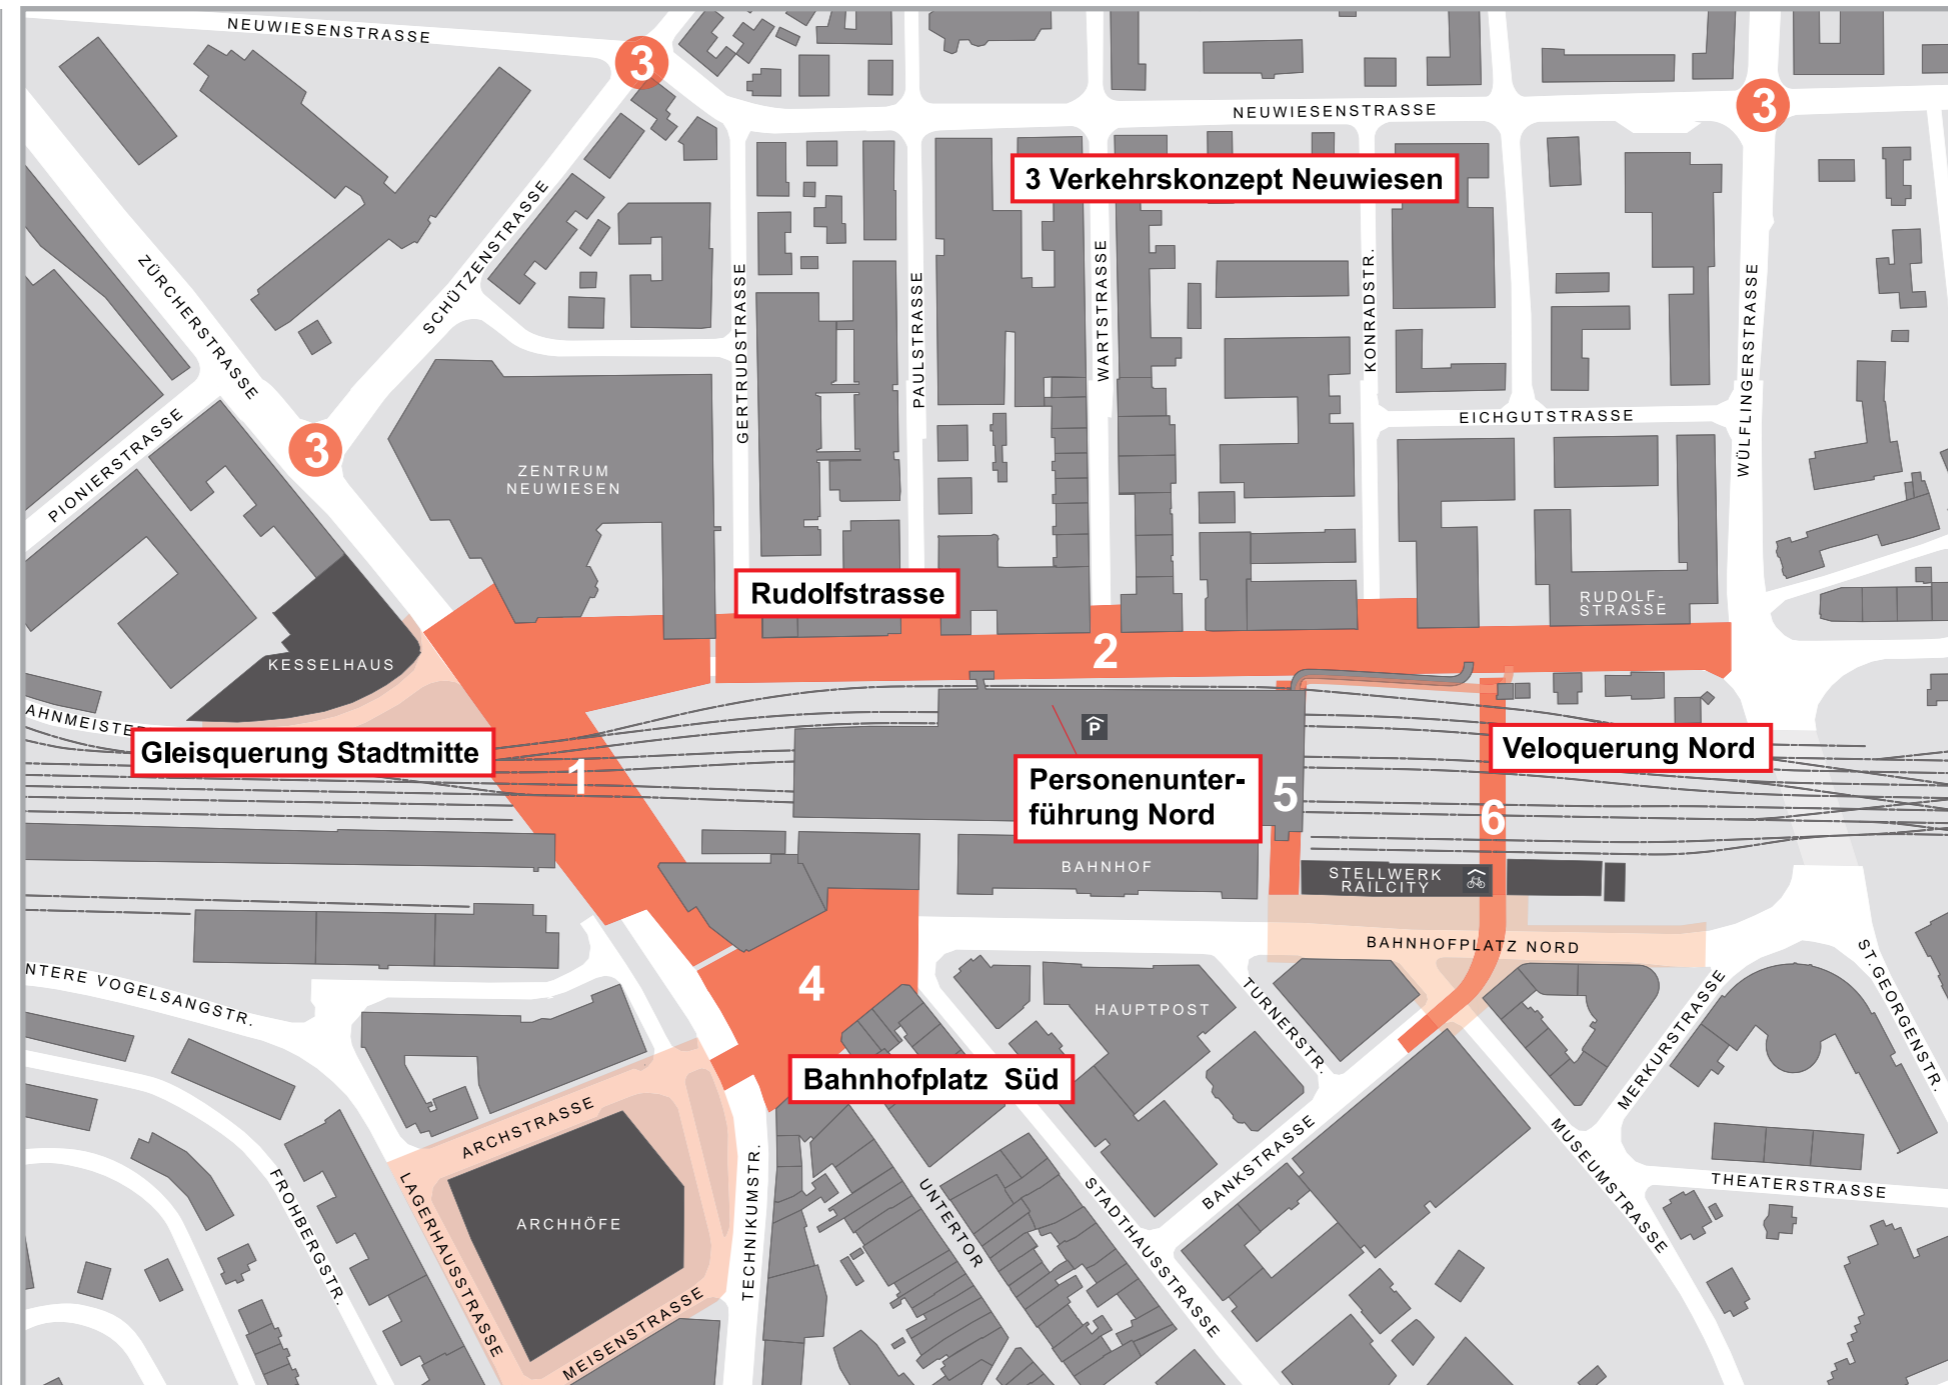 NEUWIESENSTRASSE
3
3
NEUWIESENSTRASSE
3 Verkehrskonzept Neuwiesen
ZÜRCHERSTRASSE
SCHÜTZENSTRASSE
GERTRUDSTRASSE
PAULSTRASSE
WARTSTRASSE
KONRADSTR.
WÜLFLINGERSTRASSE
EICHGUTSTRASSE
PIONIERSTRASSE
3
ZENTRUM
NEUWIESEN
Rudolfstrasse
RUDOLF-
STRASSE
KESSELHAUS
2
AHNMEISTE
Gleisquerung Stadtmitte
1
P
Personenunter-
führung Nord
5
Veloquerung Nord
6
BAHNHOF
STELLWERK
RAILCITY
BAHNHOFPLATZ NORD
NTERE VOGELSANGSTR.
4
HAUPTPOST
TURNERSTR.
MERKURSTRASSE
ST.GEORGENSTR.
Bahnhofplatz Süd
ARCHSTRASSE
LAGERHAUSSTRASSE
ARCHHÖFE
MEISENSTRASSE
FROHBERGSTR.
TECHNIKUMSTR.
UNTERTOR
STADTHAUSSTRASSE
BANKSTRASSE
MUSEUMSTRASSE
THEATERSTRASSE